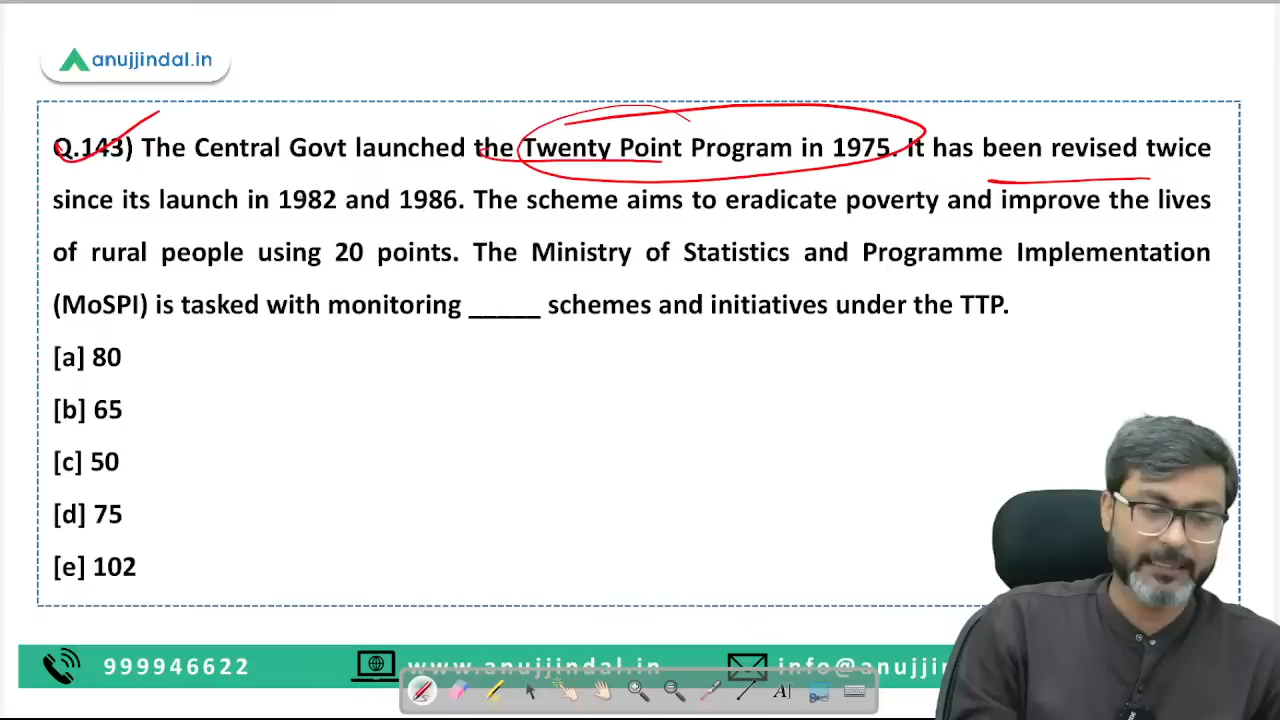 anujjindal.in
Q.143) The Central Govt launched the Twenty Point Program in 1975. It has been revised twice
since its launch in 1982 and 1986. The scheme aims to eradicate poverty and improve the lives
of rural people using 20 points. The Ministry of Statistics and Programme Implementation
(MoSPI) is tasked with monitoring _____ schemes and initiatives under the TTP.
[a] 80
[b] 65
[c] 50
[d] 75
[e] 102
999946622 www.anujjindal.in info@anujjin
A